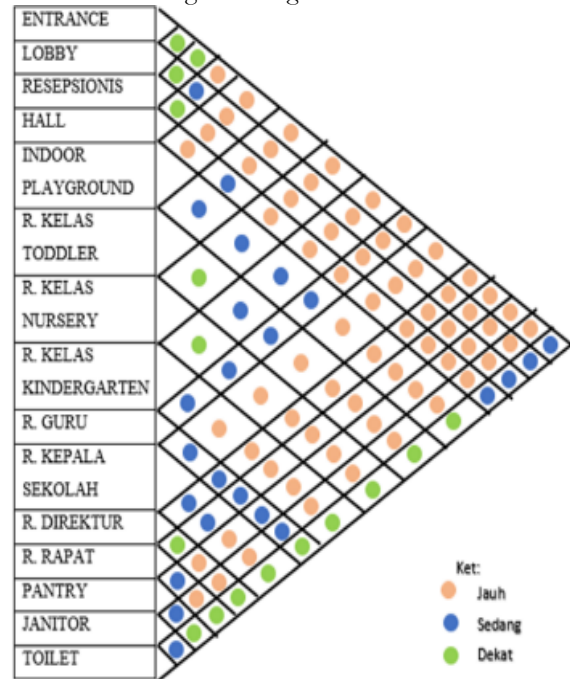 ENTRANCE
LOBBY
RESEPSIONIS
HALL
INDOOR
PLAYGROUND
R. KELAS
TODDLER
R. KELAS
NURSERY
R. KELAS
KINDERGARTEN
R. GURU
R. KEPALA
SEKOLAH
R. DIREKTUR
R. RAPAT
PANTRY
JANITOR
TOILET
Ket:
Jauh
Sedang
Dekat